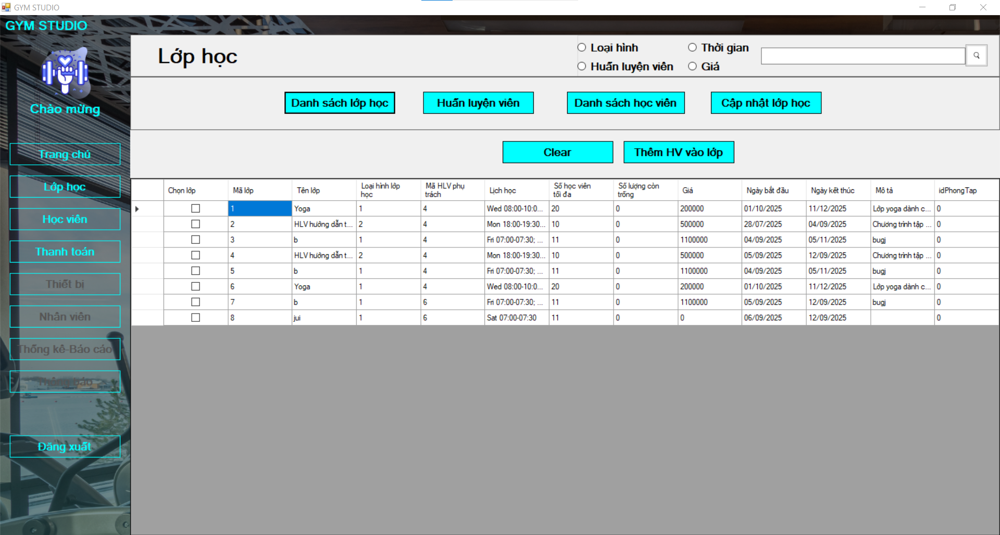 GYM STUDIO
GYM STUDIO
Chào mừng
Trang chủ
Lớp học
Học viên
Thanh toán
Thiết bị
Nhân viên
Thống kê-Báo cáo
Thông báo
Đăng xuất
Lớp học
Loại hình
Thời gian
Huấn luyện viên
Giá
Danh sách lớp học
Huấn luyện viên
Danh sách học viên
Cập nhật lớp học
Clear
Thêm HV vào lớp
Chọn lớp Mã lớp Tên lớp Loại hình lớp học Mã HLV phụ trách Lịch học Số học viên tối đa Số lượng còn trống Giá Ngày bắt đầu Ngày kết thúc Mô tả idPhongTap
1 Yoga 1 4 Wed 08:00-10:0... 20 0 200000 01/10/2025 11/12/2025 Lớp yoga dành c... 0
2 HLV hướng dẫn t... 2 4 Mon 18:00-19:30... 10 0 500000 28/07/2025 04/09/2025 Chương trình tập ... 0
3 b 1 4 Fri 07:00-07:30; ... 11 0 1100000 04/09/2025 05/11/2025 bugj 0
4 HLV hướng dẫn t... 2 4 Mon 18:00-19:30... 10 0 500000 05/09/2025 12/09/2025 Chương trình tập ... 0
5 b 1 4 Fri 07:00-07:30; ... 11 0 1100000 04/09/2025 05/11/2025 bugj 0
6 Yoga 1 4 Wed 08:00-10:0... 20 0 200000 01/10/2025 11/12/2025 Lớp yoga dành c... 0
7 b 1 6 Fri 07:00-07:30; ... 11 0 1100000 05/09/2025 12/09/2025 bugj 0
8 jui 1 6 Sat 07:00-07:30 11 0 0 06/09/2025 12/09/2025 0